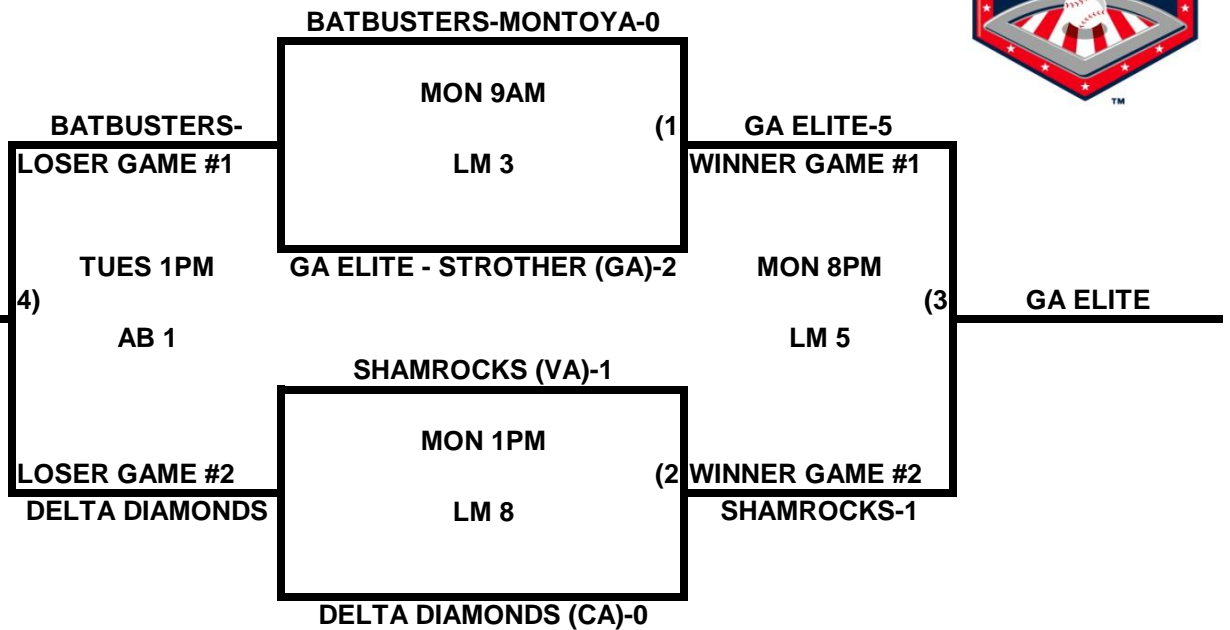 BATBUSTERS-MONTOYA-0
MON 9AM
BATBUSTERS-
(1
GA ELITE-5
LOSER GAME #1
LM 3
WINNER GAME #1
TUES 1PM
GA ELITE - STROTHER (GA)-2
MON 8PM
4)
(3
GA ELITE
AB 1
LM 5
SHAMROCKS (VA)-1
MON 1PM
LOSER GAME #2
(2
WINNER GAME #2
DELTA DIAMONDS
LM 8
SHAMROCKS-1
DELTA DIAMONDS (CA)-0
TM